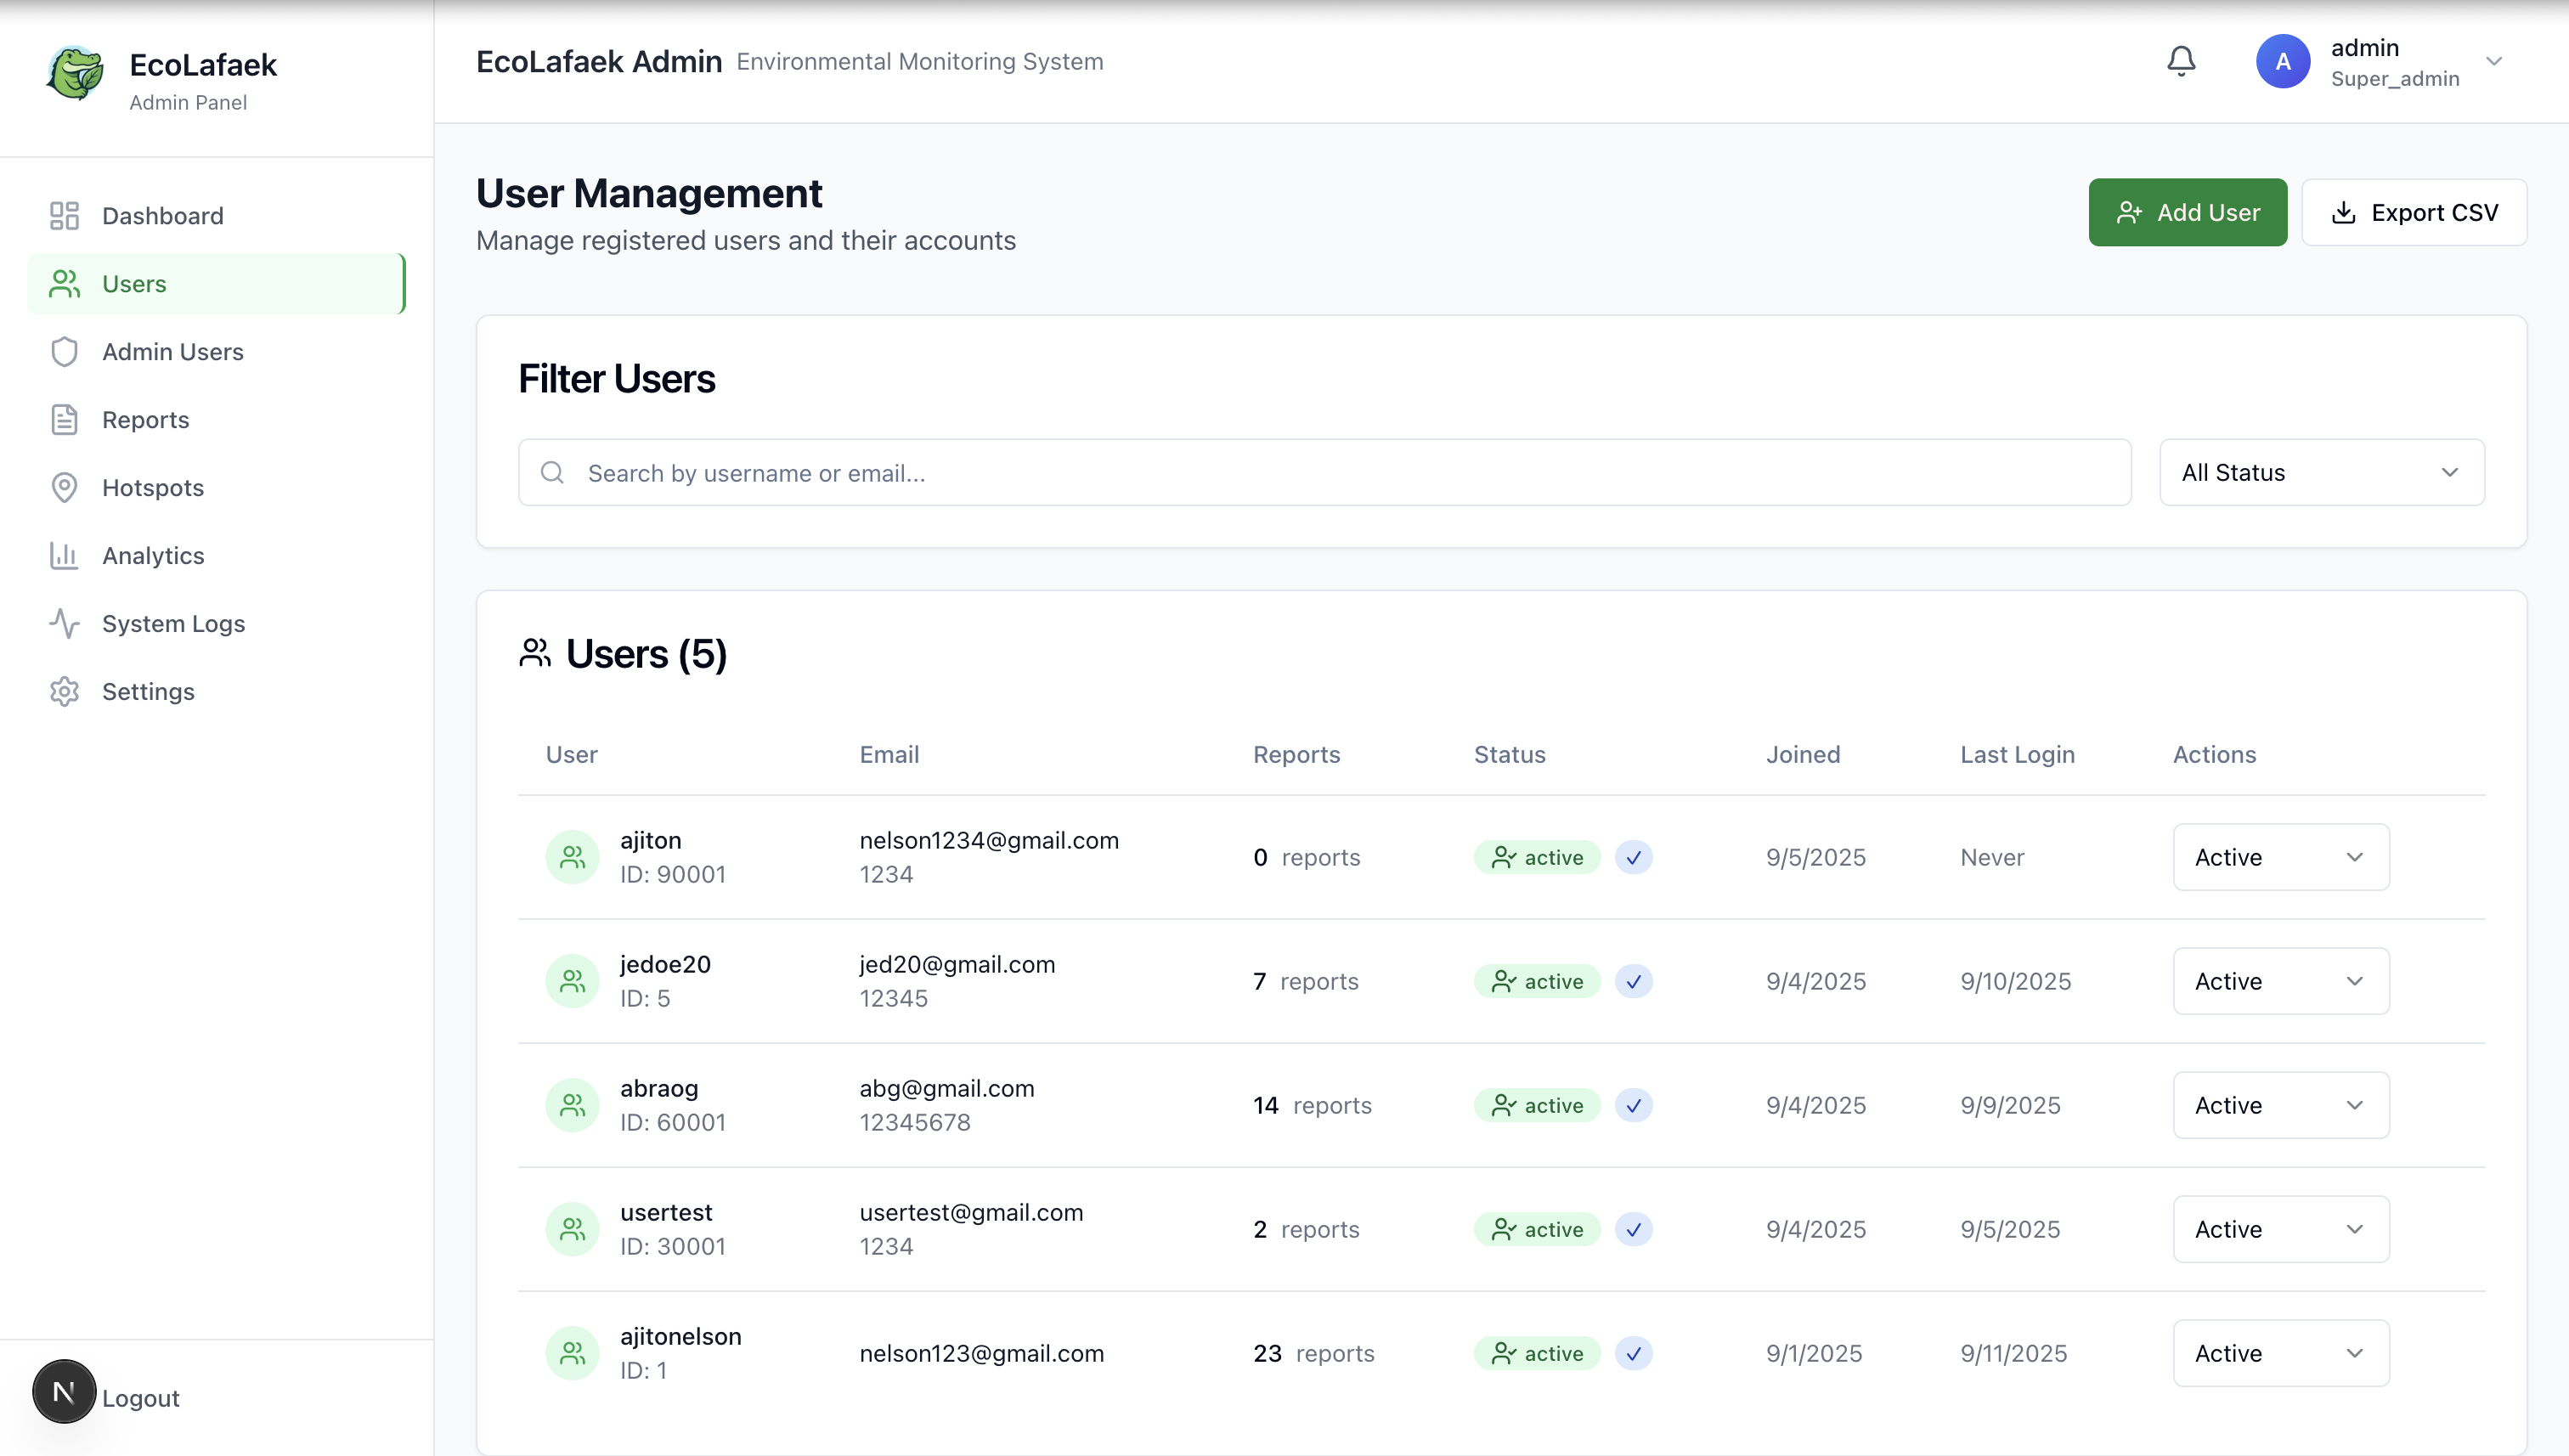 EcoLafaek
Admin Panel
Dashboard
Users
Admin Users
Reports
Hotspots
Analytics
System Logs
Settings
N
Logout
EcoLafaek Admin Environmental Monitoring System
A
admin
Super_admin
User Management
Manage registered users and their accounts
Add User
Export CSV
Filter Users
Search by username or email...
All Status
Users (5)
User Email Reports Status Joined Last Login Actions
ajiton nelson1234@gmail.com
ID: 90001 1234
0 reports active 9/5/2025 Never Active
jedoe20 jed20@gmail.com
ID: 5 12345
7 reports active 9/4/2025 9/10/2025 Active
abraog abg@gmail.com
ID: 60001 12345678
14 reports active 9/4/2025 9/9/2025 Active
usertest usertest@gmail.com
ID: 30001 1234
2 reports active 9/4/2025 9/5/2025 Active
ajitonelson
ID: 1
nelson123@gmail.com 23 reports active 9/1/2025 9/11/2025 Active